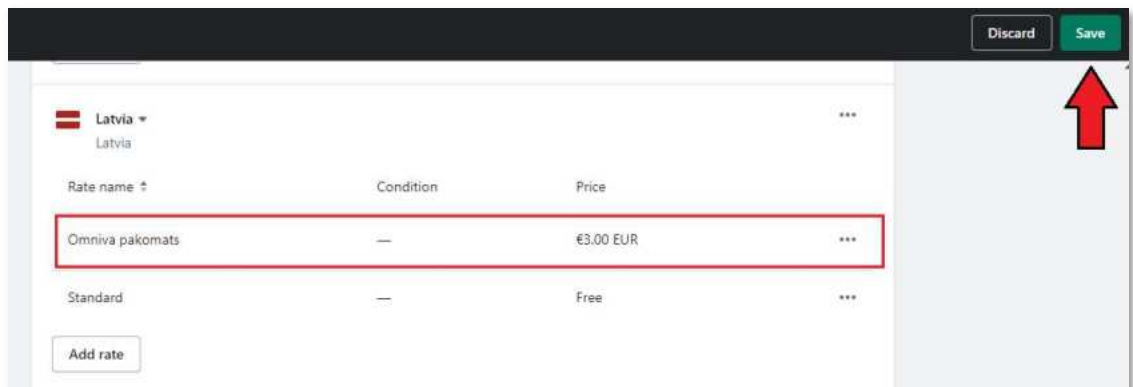 Discard Save
Latvia
Latvia
Rate name Condition Price
Omniva pakomats — €3.00 EUR
Standard — Free
Add rate